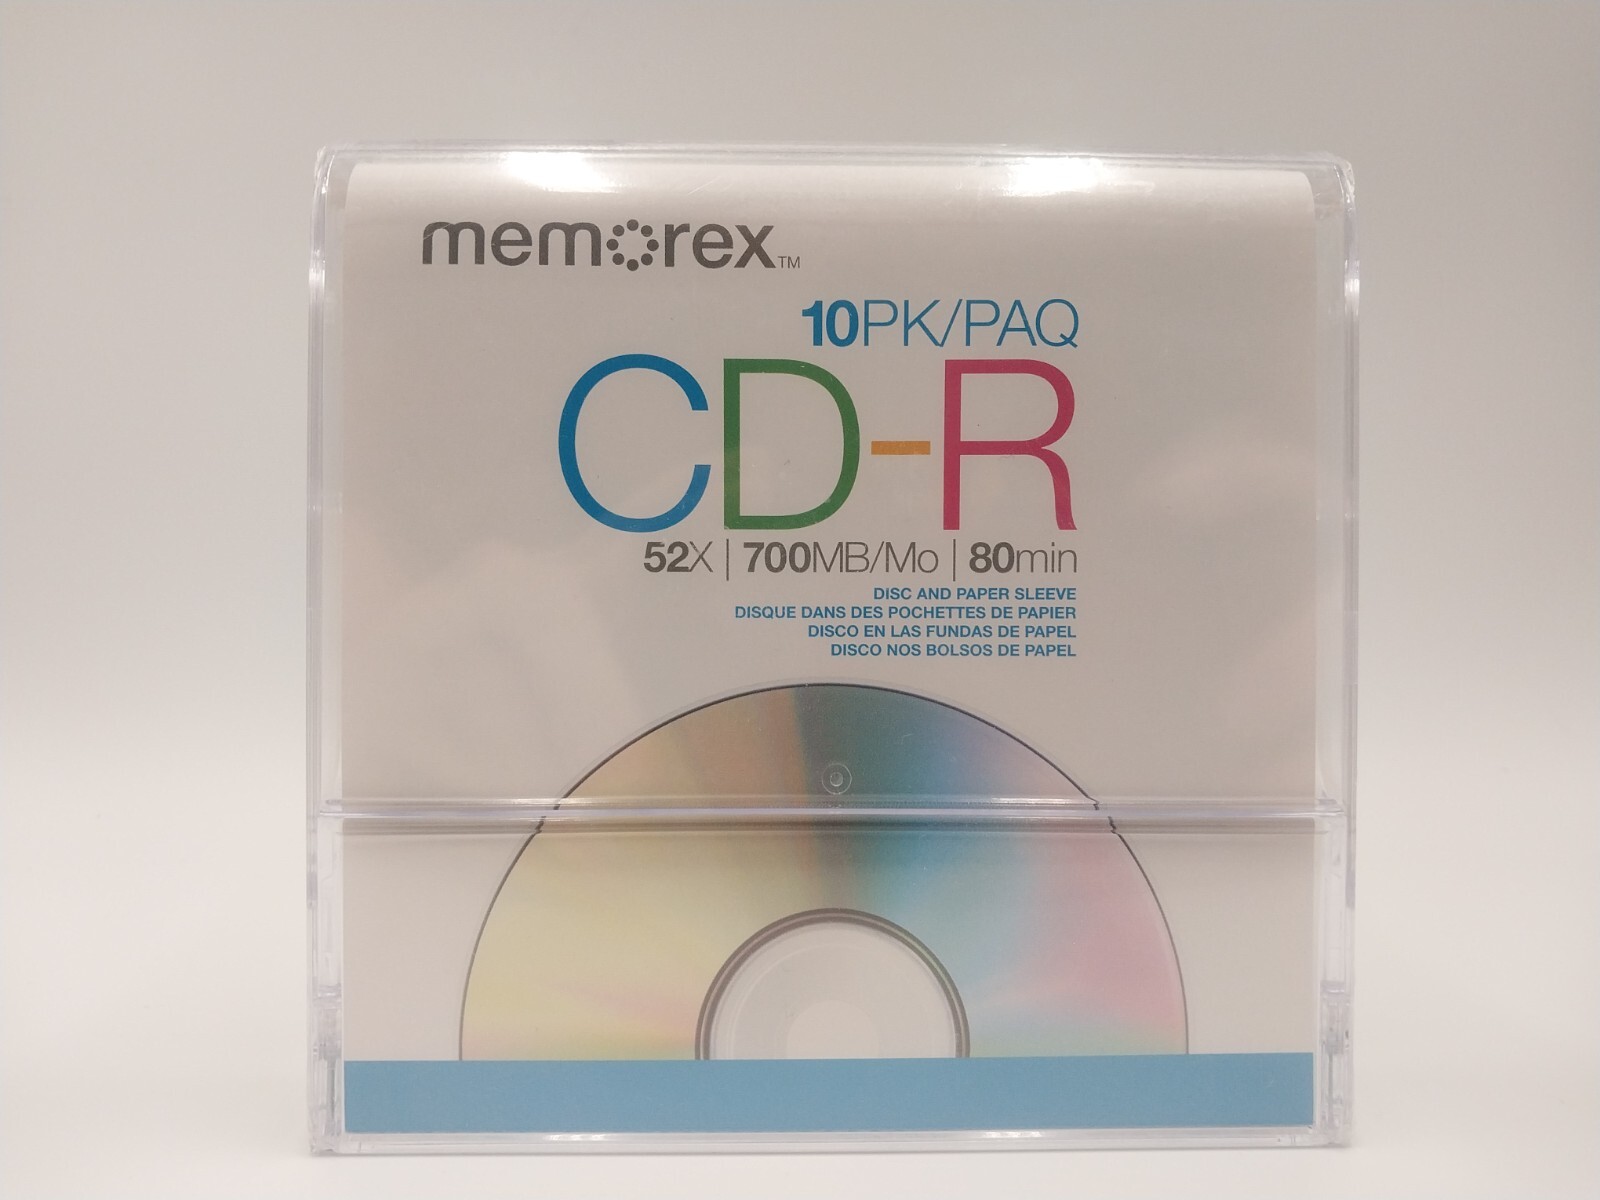 memorex™
10PK/PAQ
CD-R
52X | 700MB/Mo | 80min
DISC AND PAPER SLEEVE
DISQUE DANS DES POCHETTES DE PAPIER
DISCO EN LAS FUNDAS DE PAPEL
DISCO NOS BOLSOS DE PAPEL